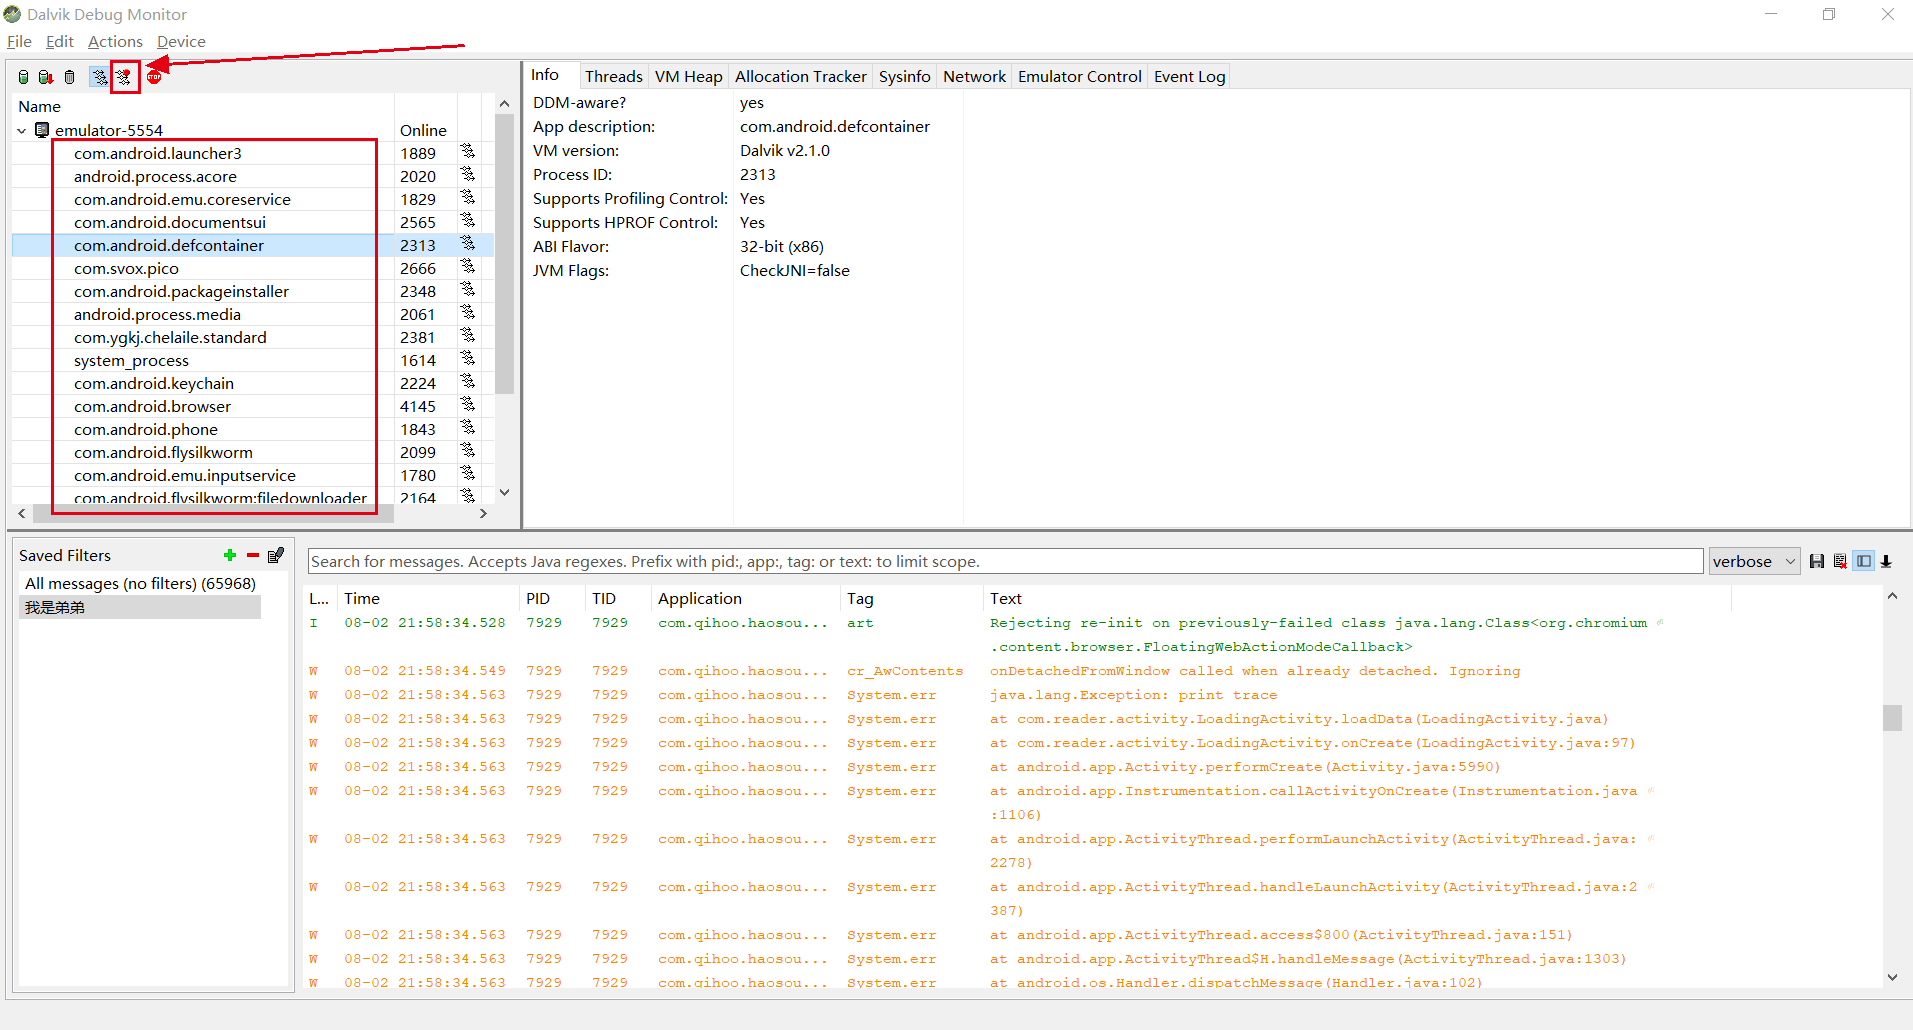 Dalvik Debug Monitor
File Edit Actions Device
STOP
Name
emulator-5554 Online
com.android.launcher3 1889
android.process.acore 2020
com.android.emu.coreservice 1829
com.android.documentsui 2565
com.android.defcontainer 2313
com.svox.pico 2666
com.android.packageinstaller 2348
android.process.media 2061
com.ygkj.chelaile.standard 2381
system_process 1614
com.android.keychain 2224
com.android.browser 4145
com.android.phone 1843
com.android.flysilkworm 2099
com.android.emu.inputservice 1780
com.android.flysilkworm:filedownloader 2164
Info Threads VM Heap Allocation Tracker Sysinfo Network Emulator Control Event Log
DDM-aware? yes
App description: com.android.defcontainer
VM version: Dalvik v2.1.0
Process ID: 2313
Supports Profiling Control: Yes
Supports HPROF Control: Yes
ABI Flavor: 32-bit (x86)
JVM Flags: CheckJNI=false
Saved Filters
All messages (no filters) (65968)
我是弟弟
Search for messages. Accepts Java regexes. Prefix with pid:, app:, tag: or text: to limit scope.
verbose
L... Time PID TID Application Tag Text
I 08-02 21:58:34.528 7929 7929 com.qihoo.haosou... art Rejecting re-init on previously-failed class java.lang.Class<org.chromium
.content.browser.FloatingWebActionModeCallback>
W 08-02 21:58:34.549 7929 7929 com.qihoo.haosou... cr_AwContents onDetachedFromWindow called when already detached. Ignoring
W 08-02 21:58:34.563 7929 7929 com.qihoo.haosou... System.err java.lang.Exception: print trace
W 08-02 21:58:34.563 7929 7929 com.qihoo.haosou... System.err at com.reader.activity.LoadingActivity.loadData(LoadingActivity.java)
W 08-02 21:58:34.563 7929 7929 com.qihoo.haosou... System.err at com.reader.activity.LoadingActivity.onCreate(LoadingActivity.java:97)
W 08-02 21:58:34.563 7929 7929 com.qihoo.haosou... System.err at android.app.Activity.performCreate(Activity.java:5990)
W 08-02 21:58:34.563 7929 7929 com.qihoo.haosou... System.err at android.app.Instrumentation.callActivityOnCreate(Instrumentation.java
:1106)
W 08-02 21:58:34.563 7929 7929 com.qihoo.haosou... System.err at android.app.ActivityThread.performLaunchActivity(ActivityThread.java:
2278)
W 08-02 21:58:34.563 7929 7929 com.qihoo.haosou... System.err at android.app.ActivityThread.handleLaunchActivity(ActivityThread.java:2
387)
W 08-02 21:58:34.563 7929 7929 com.qihoo.haosou... System.err at android.app.ActivityThread.access$800(ActivityThread.java:151)
W 08-02 21:58:34.563 7929 7929 com.qihoo.haosou... System.err at android.app.ActivityThread$H.handleMessage(ActivityThread.java:1303)
W 08-02 21:58:34.563 7929 7929 com.qihoo.haosou... System.err at android.os.Handler.dispatchMessage(Handler.java:102)